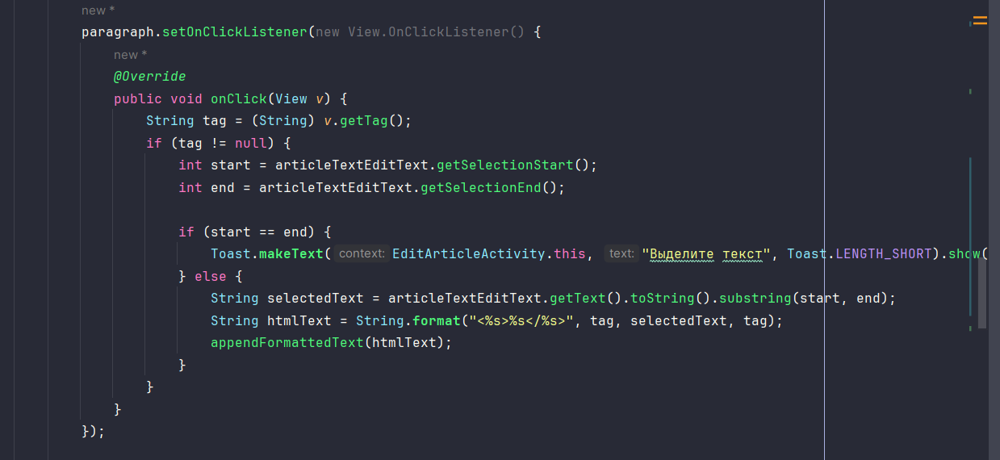 new *
paragraph.setOnClickListener(new View.OnClickListener() {
new *
@Override
public void onClick(View v) {
String tag = (String) v.getTag();
if (tag != null) {
int start = articleTextEditText.getSelectionStart();
int end = articleTextEditText.getSelectionEnd();
if (start == end) {
Toast.makeText( context: EditArticleActivity.this, text: "Выделите текст", Toast.LENGTH_SHORT).show(
} else {
String selectedText = articleTextEditText.getText().toString().substring(start, end);
String htmlText = String.format("<%s>%s</%s>", tag, selectedText, tag);
appendFormattedText(htmlText);
}
}
}
});